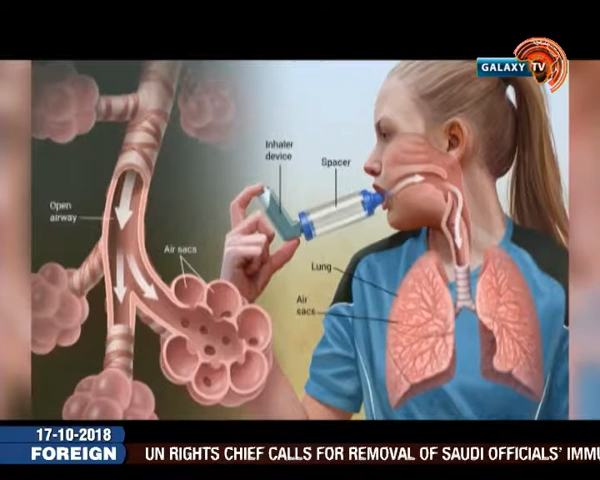 GALAXY TV
Inhaler
device
Spacer
Open
airway
Air sacs
Lung
Air
sacs
17-10-2018
FOREIGN
UN RIGHTS CHIEF CALLS FOR REMOVAL OF SAUDI OFFICIALS' IMMU